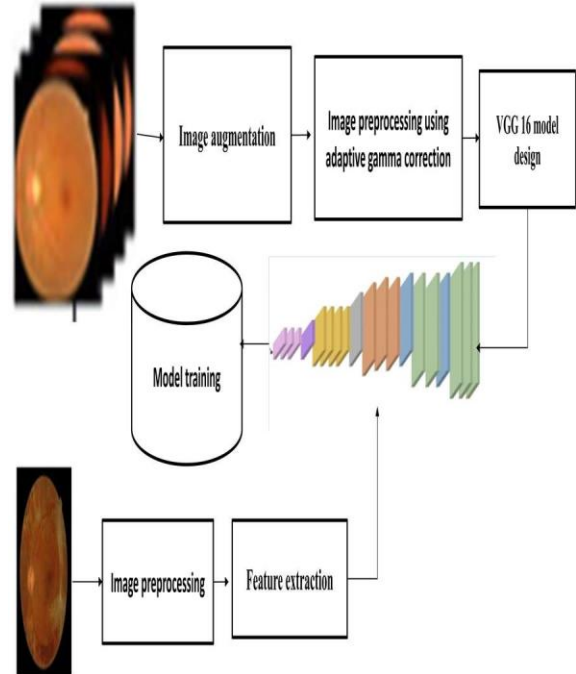 Image augmentation
Image preprocessing using
adaptive gamma correction
VGG 16 model
design
Model training
Image preprocessing
Feature extraction